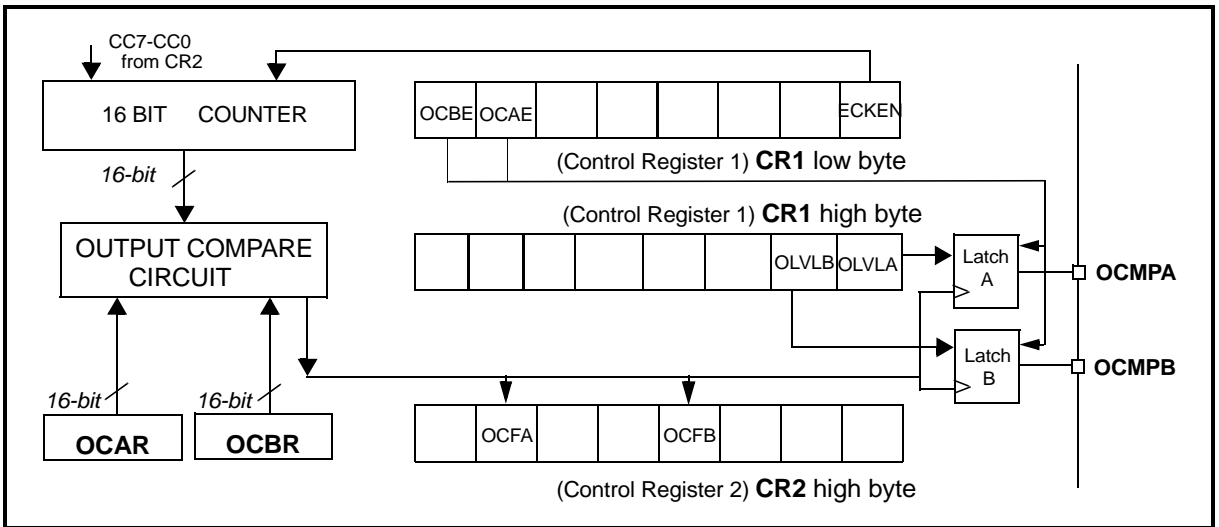 CC7-CC0
from CR2
16 BIT COUNTER
16-bit
OUTPUT COMPARE
CIRCUIT
16-bit
16-bit
OCAR
OCBR
OCBE OCAE ECKEN
(Control Register 1) CR1 low byte
(Control Register 1) CR1 high byte
OLVLB OLVLA
Latch
A
OCMPA
Latch
B
OCMPB
OCFA OCFB
(Control Register 2) CR2 high byte